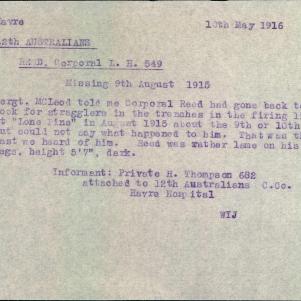 Havre 10th May 1916
12th AUSTRALIANS
REED, Corporal L. H. 549
Missing 9th August 1915
Sergt. McLeod told me Corporal Reed had gone back to
look for stragglers in the trenches in the firing li
at "Lone Pine" in August 1915 about the 9th or 10th
but could not say what happened to him. That was th
last we heard of him. Reed was rather lame on his
legs, height 5'7", dark.
Informant: Private H. Thompson 682
attached to 12th Australians C.Co.
Havre Hospital
WIJ